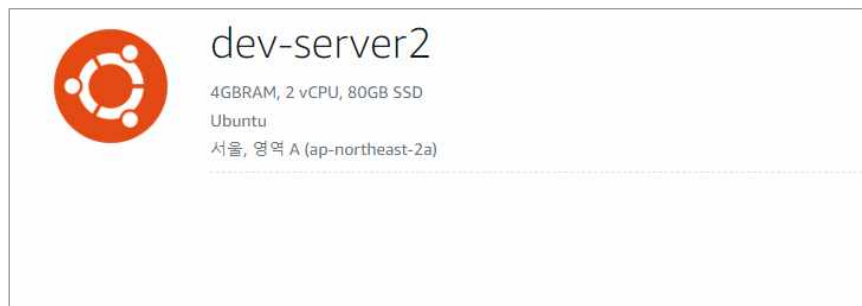 dev-server2
4GBRAM, 2 vCPU, 80GB SSD
Ubuntu
서울, 영역 A (ap-northeast-2a)